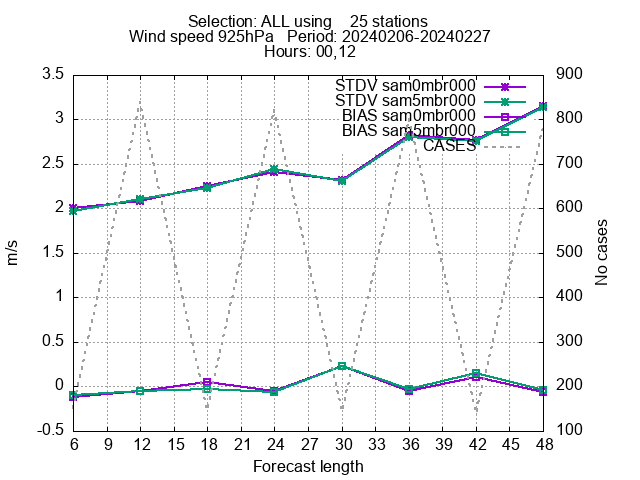 Selection: ALL using    25 stations
Wind speed 925hPa   Period: 20240206-20240227
Hours: 00,12
STDV sam0mbr000
STDV sam5mbr000
BIAS sam0mbr000
BIAS sam5mbr000
CASES
3.5
3
2.5
2
1.5
1
0.5
0
-0.5
m/s
900
800
700
600
500
400
300
200
100
No cases
6 9 12 15 18 21 24 27 30 33 36 39 42 45 48
Forecast length